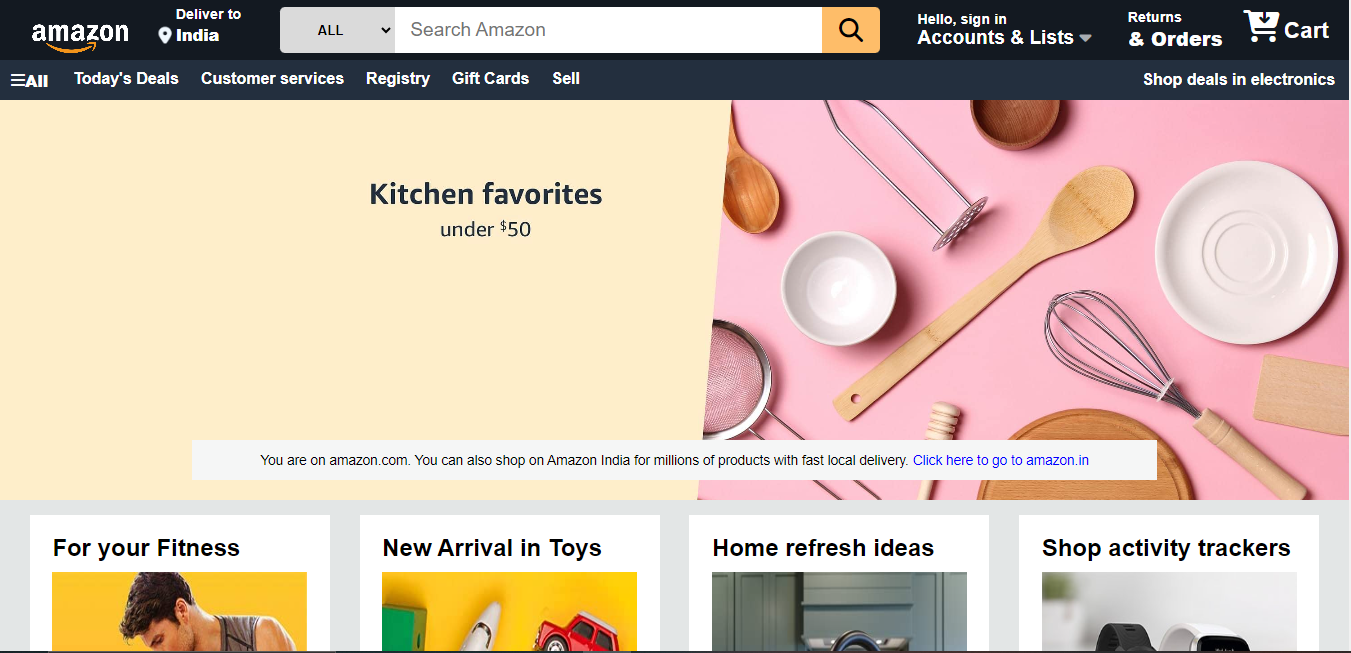 amazon
Deliver to
India
ALL
Search Amazon
Hello, sign in
Accounts & Lists
Returns
& Orders
Cart
All
Today's Deals
Customer services
Registry
Gift Cards
Sell
Shop deals in electronics
Kitchen favorites
under $50
You are on amazon.com. You can also shop on Amazon India for millions of products with fast local delivery. Click here to go to amazon.in
For your Fitness
New Arrival in Toys
Home refresh ideas
Shop activity trackers